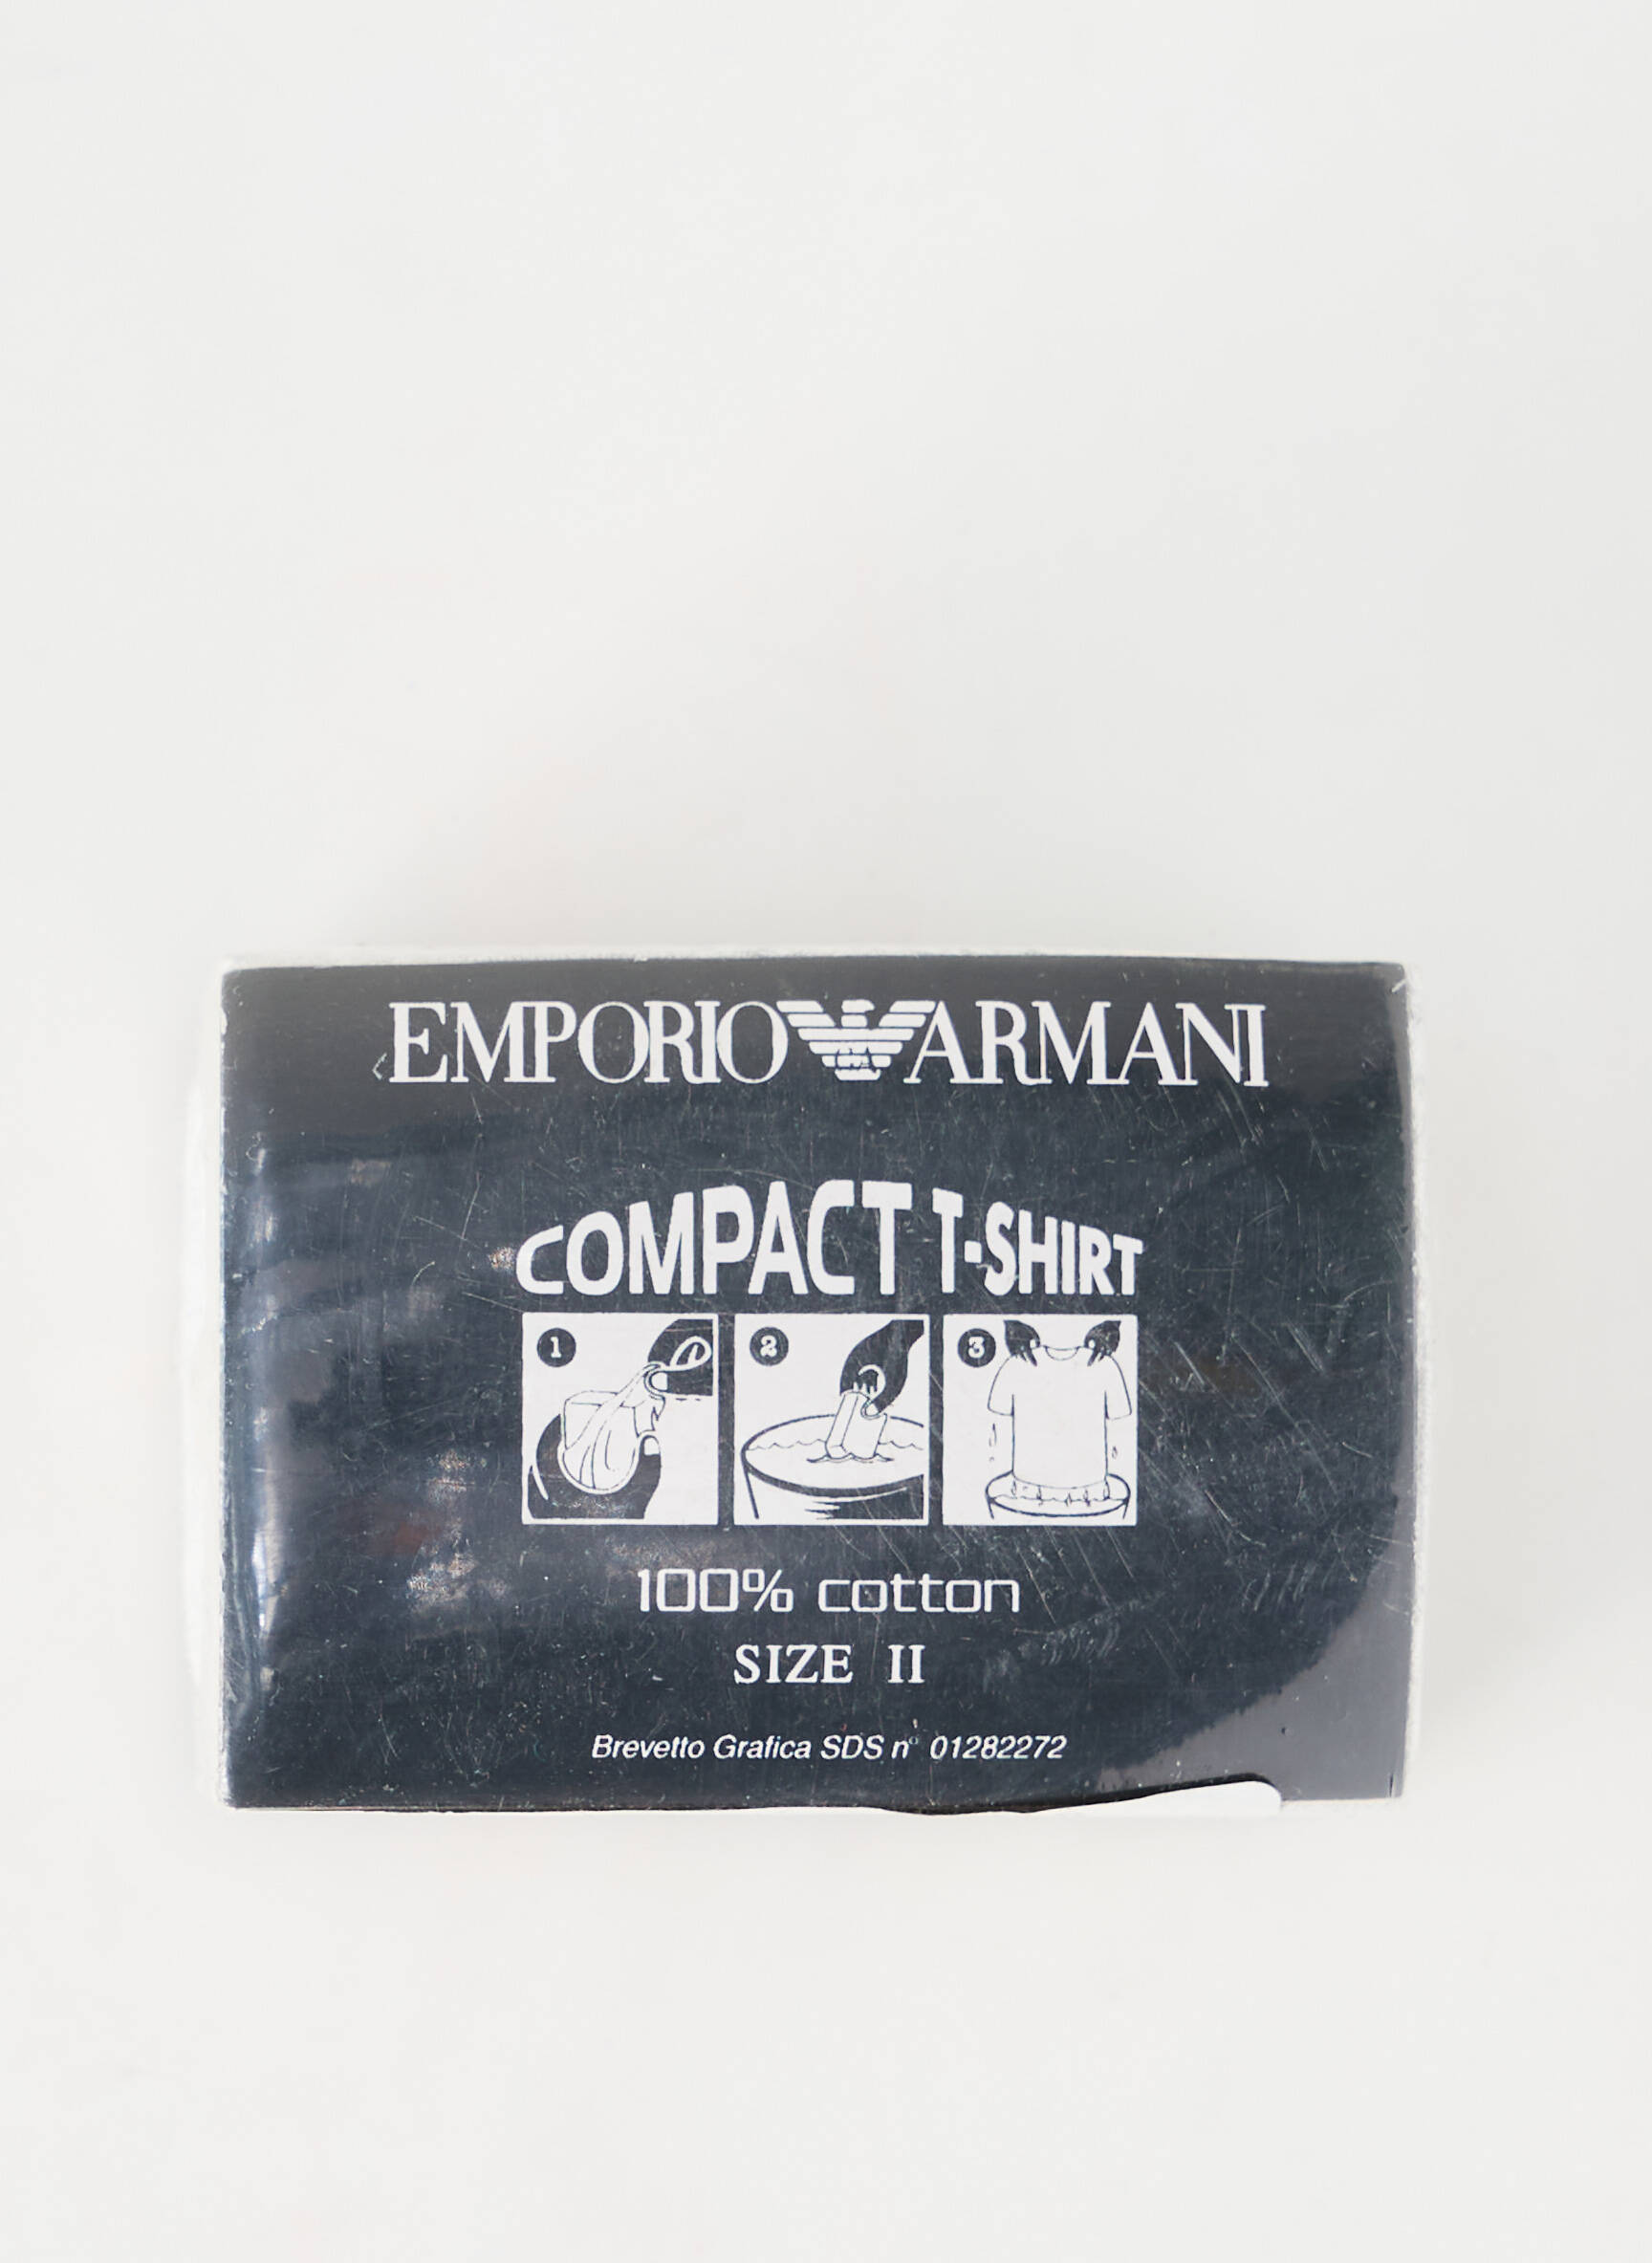 EMPORIO ARMANI
COMPACT T-SHIRT
1 2 3
100% cotton
SIZE II
Brevetto Grafica SDS n° 01282272